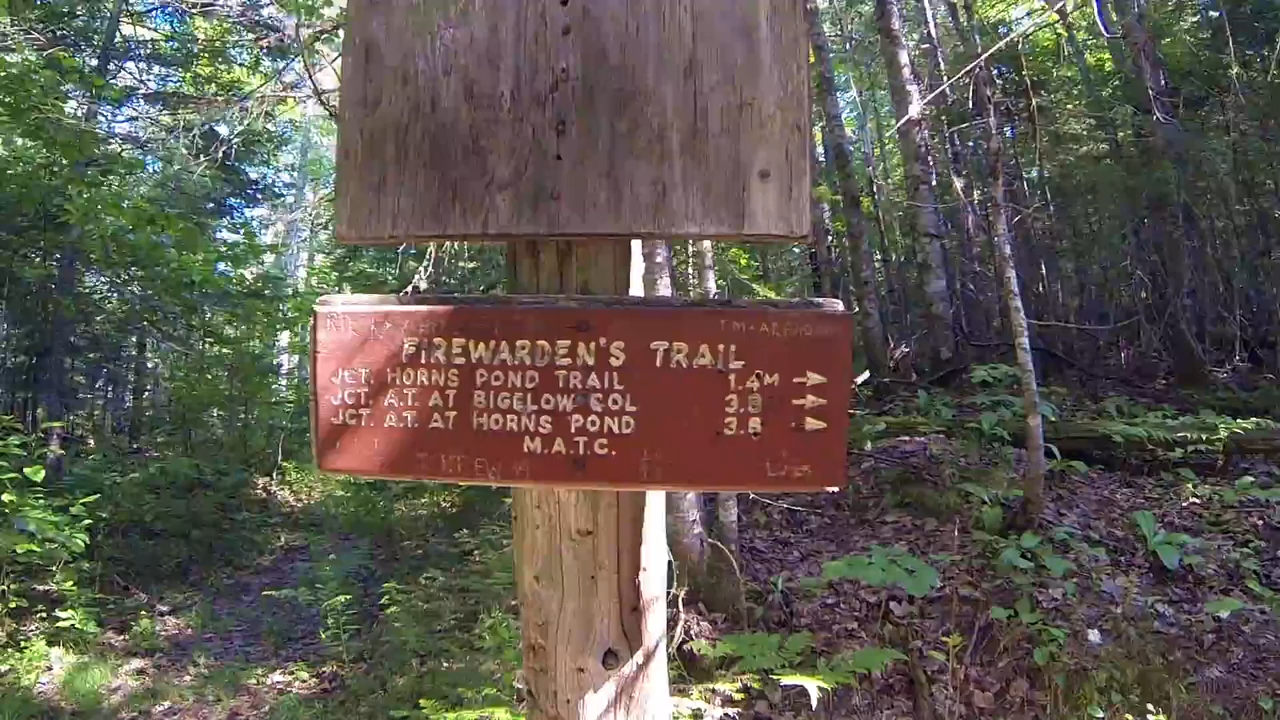 FIREWARDEN'S TRAIL
JCT. HORNS POND TRAIL 1.4M
JCT. A.T. AT BIGELOW COL 3.8
JCT. A.T. AT HORNS POND 3.8
M.A.T.C.